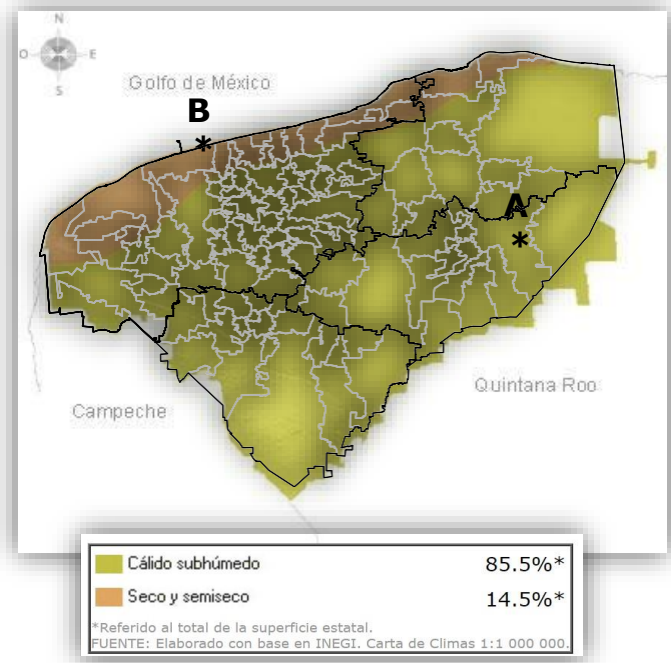 N
O E
S
Golfo de México
B
*
A
*
Quintana Roo
Campeche
Cálido subhúmedo 85.5%*
Seco y semiseco 14.5%*
*Referido al total de la superficie estatal.
FUENTE: Elaborado con base en INEGI. Carta de Climas 1:1 000 000.